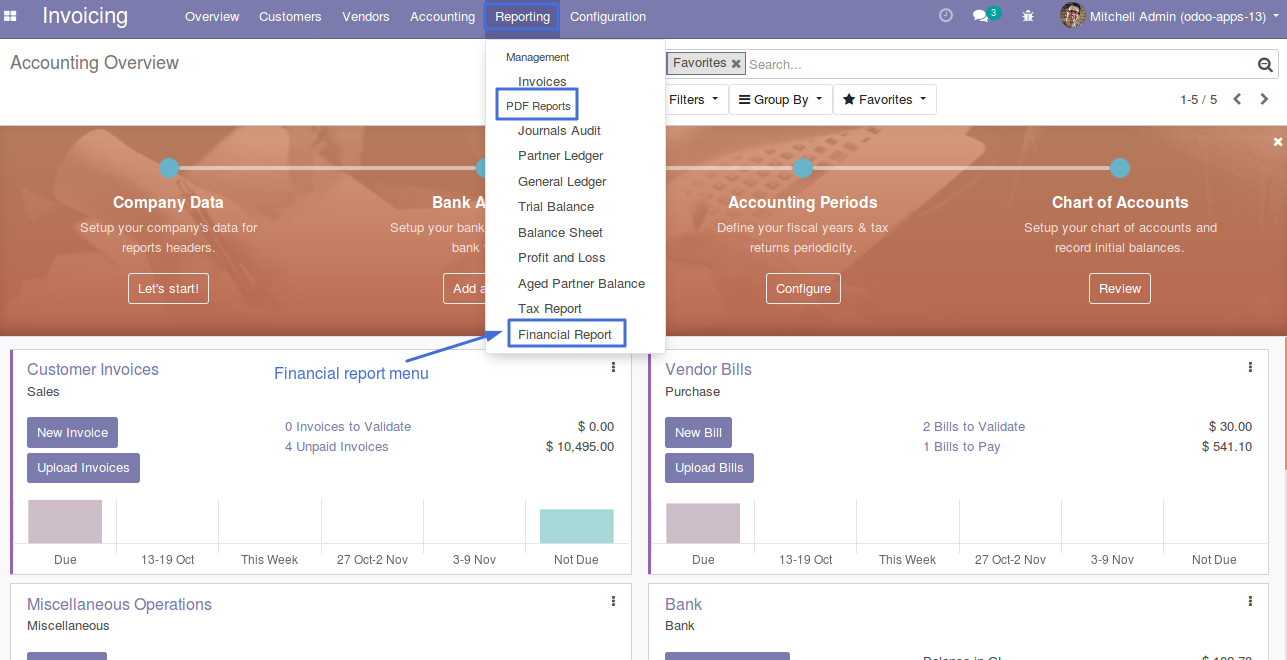 Invoicing Overview Customers Vendors Accounting Reporting Configuration 3 Mitchell Admin (odoo-apps-13)
Accounting Overview
Favorites Search...
Filters Group By Favorites 1-5 / 5
Management
Invoices
PDF Reports
Journals Audit
Partner Ledger
General Ledger
Trial Balance
Balance Sheet
Profit and Loss
Aged Partner Balance
Tax Report
Financial Report
Company Data
Setup your company's data for
reports headers.
Let's start!
Bank A
Setup your bank
bank
Add a
Accounting Periods
Define your fiscal years & tax
returns periodicity.
Configure
Chart of Accounts
Setup your chart of accounts and
record initial balances.
Review
Financial report menu
Customer Invoices
Sales
New Invoice
Upload Invoices
0 Invoices to Validate $ 0.00
4 Unpaid Invoices $ 10,495.00
Due 13-19 Oct This Week 27 Oct-2 Nov 3-9 Nov Not Due
Vendor Bills
Purchase
New Bill
Upload Bills
2 Bills to Validate $ 30.00
1 Bills to Pay $ 541.10
Due 13-19 Oct This Week 27 Oct-2 Nov 3-9 Nov Not Due
Miscellaneous Operations
Miscellaneous
Bank
Bank